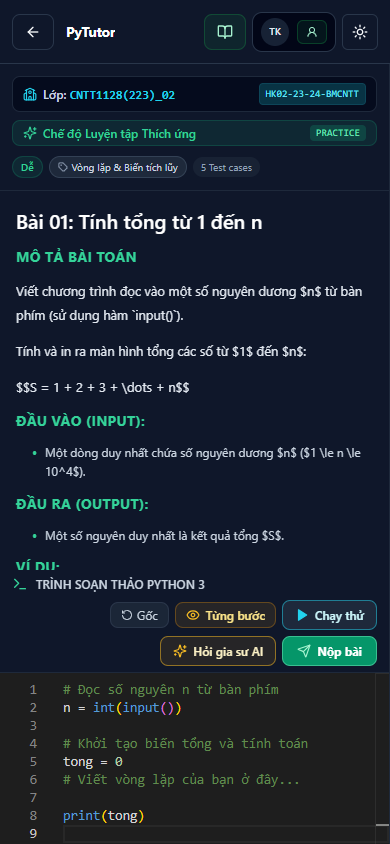 PyTutor
TK
Lớp: CNTT1128(223)_02
HK02-23-24-BMCNTT
Chế độ Luyện tập Thích ứng
PRACTICE
Dễ
Vòng lặp & Biến tích lũy
5 Test cases
Bài 01: Tính tổng từ 1 đến n
MÔ TẢ BÀI TOÁN
Viết chương trình đọc vào một số nguyên dương $n$ từ bàn
phím (sử dụng hàm `input()`).
Tính và in ra màn hình tổng các số từ $1$ đến $n$:
$$S = 1 + 2 + 3 + \dots + n$$
ĐẦU VÀO (INPUT):
• Một dòng duy nhất chứa số nguyên dương $n$ ($1 \le n \le
10^4$).
ĐẦU RA (OUTPUT):
• Một số nguyên duy nhất là kết quả tổng $S$.
VÍ DỤ:
TRÌNH SOẠN THẢO PYTHON 3
Gốc
Từng bước
Chạy thử
Hỏi gia sư AI
Nộp bài
1 # Đọc số nguyên n từ bàn phím
2 n = int(input())
3
4 # Khởi tạo biến tổng và tính toán
5 tong = 0
6 # Viết vòng lặp của bạn ở đây...
7
8 print(tong)
9